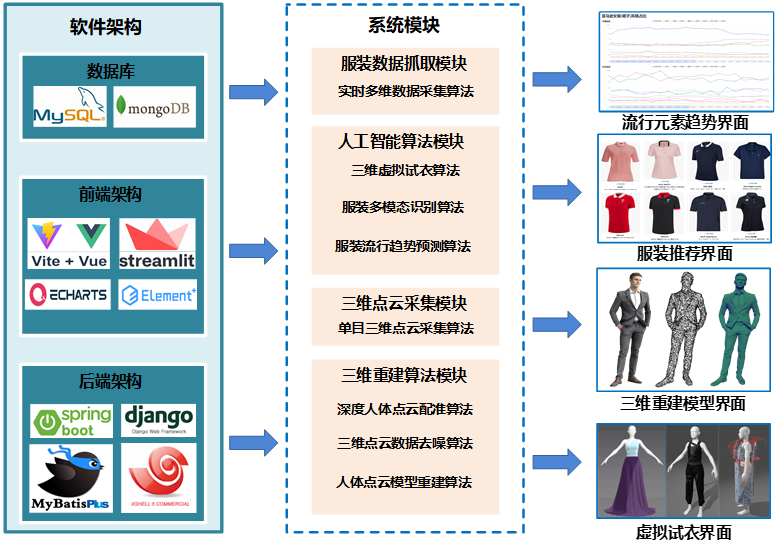 软件架构
数据库
MySQL®
mongoDB
前端架构
Vite + Vue
streamlit
ECHARTS
Element+
后端架构
spring
boot
django
Django Web Framework
MyBatis Plus
XSHELL 5 COMMERCIAL
系统模块
服装数据抓取模块
实时多维数据采集算法
人工智能算法模块
三维虚拟试衣算法
服装多模态识别算法
服装流行趋势预测算法
三维点云采集模块
单目三维点云采集算法
三维重建算法模块
深度人体点云配准算法
三维点云数据去噪算法
人体点云模型重建算法
流行元素趋势界面
服装推荐界面
三维重建模型界面
虚拟试衣界面